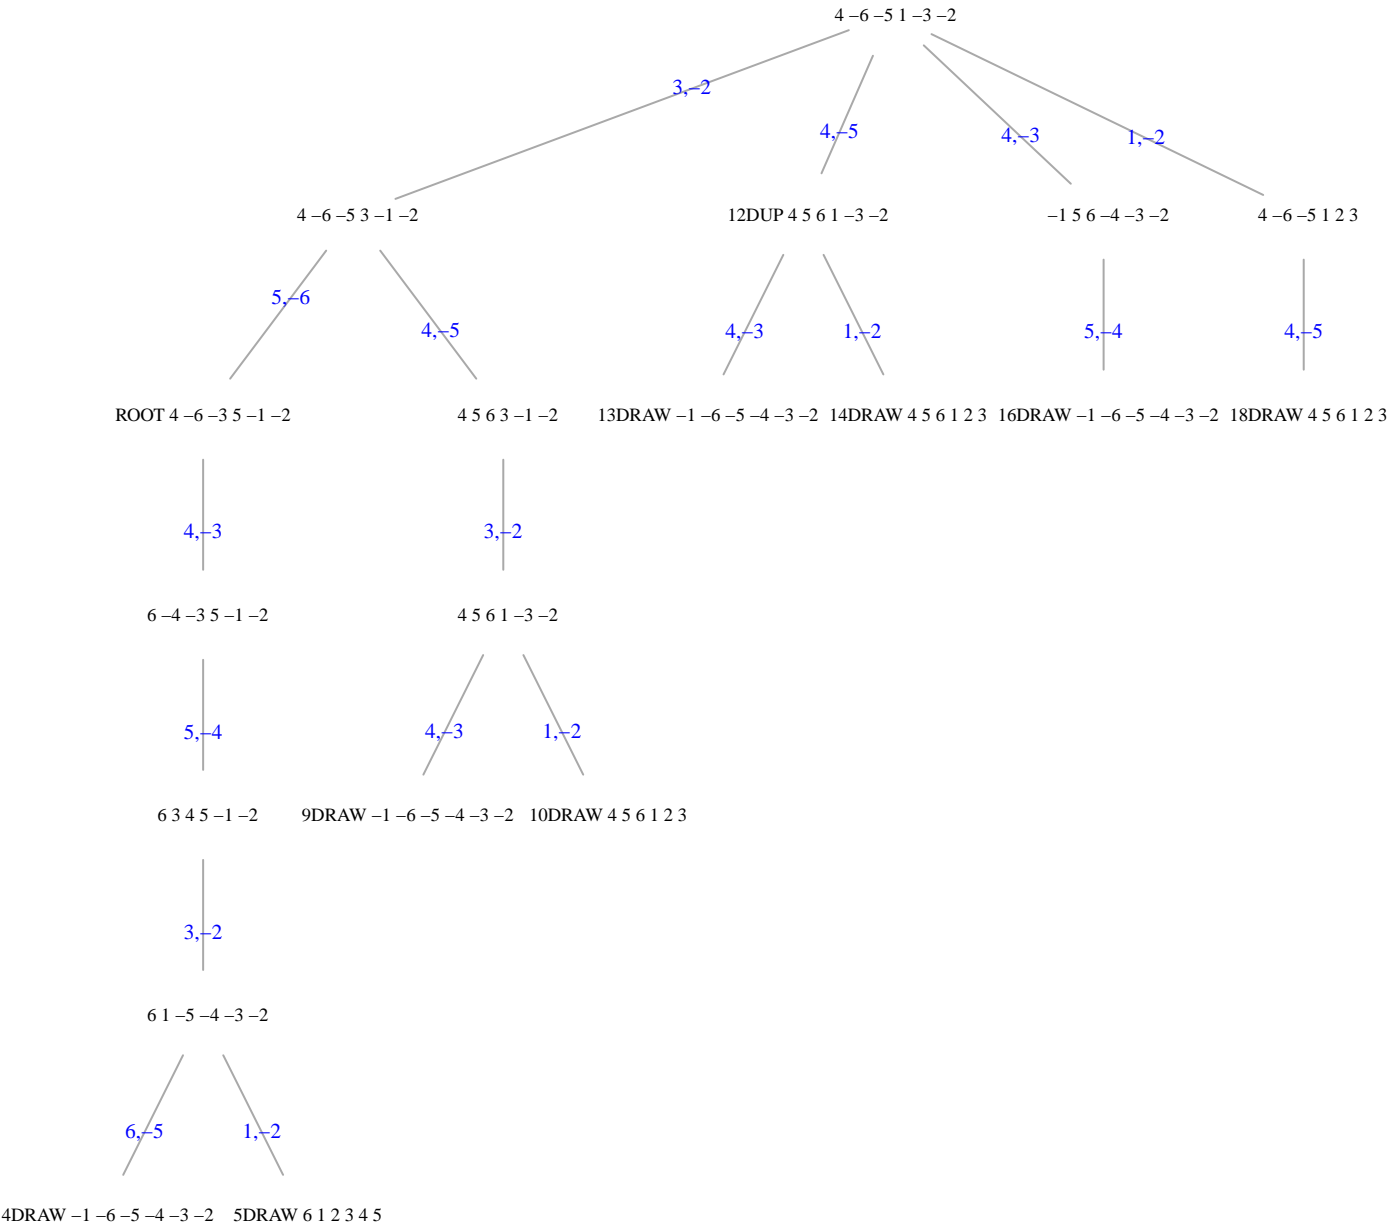 4 –6 –5 1 –3 –2
3,–2
4,–5
4,–3
1,–2
4 –6 –5 3 –1 –2
12DUP 4 5 6 1 –3 –2
–1 5 6 –4 –3 –2
4 –6 –5 1 2 3
5,–6
4,–5
4,–3
1,–2
5,–4
4,–5
ROOT 4 –6 –3 5 –1 –2
4 5 6 3 –1 –2
13DRAW –1 –6 –5 –4 –3 –2
14DRAW 4 5 6 1 2 3
16DRAW –1 –6 –5 –4 –3 –2
18DRAW 4 5 6 1 2 3
4,–3
3,–2
6 –4 –3 5 –1 –2
4 5 6 1 –3 –2
5,–4
4,–3
1,–2
6 3 4 5 –1 –2
9DRAW –1 –6 –5 –4 –3 –2
10DRAW 4 5 6 1 2 3
3,–2
6 1 –5 –4 –3 –2
6,–5
1,–2
4DRAW –1 –6 –5 –4 –3 –2
5DRAW 6 1 2 3 4 5